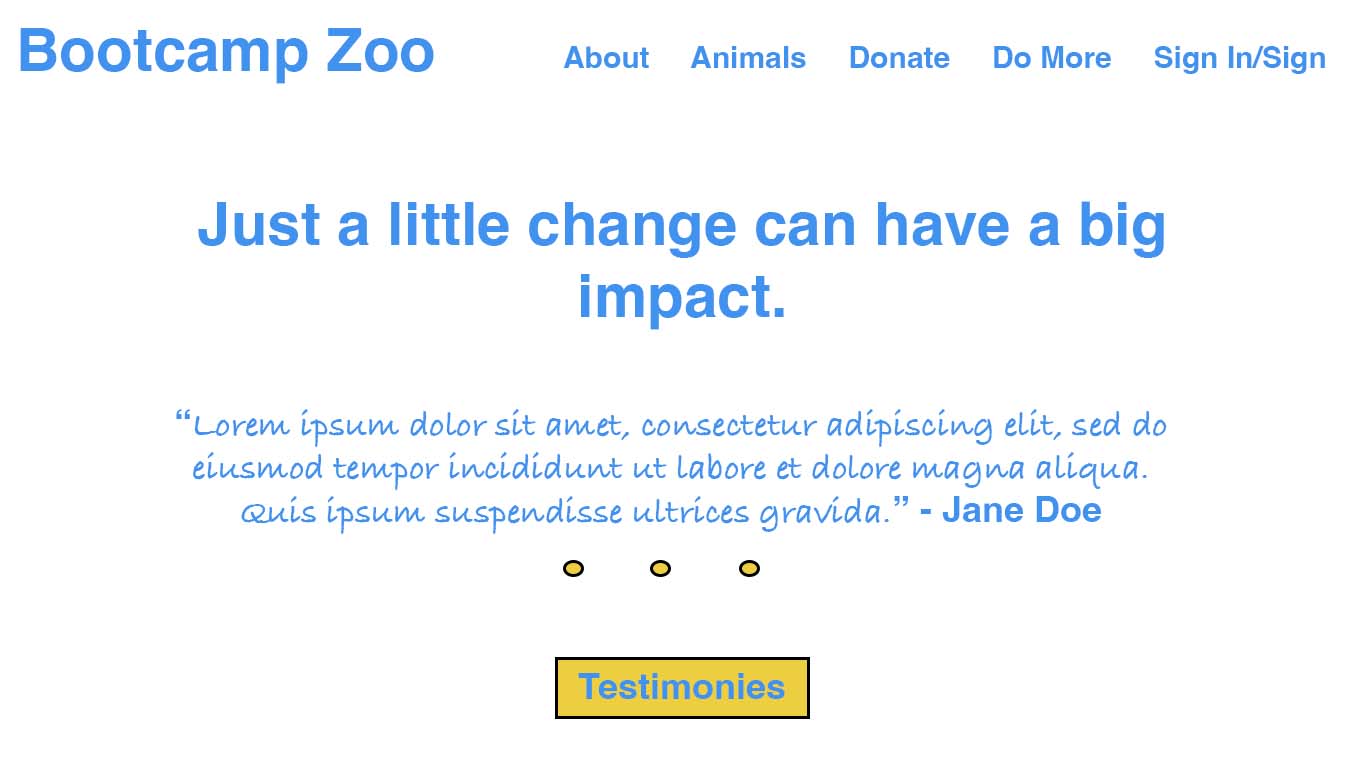 Bootcamp Zoo
About Animals Donate Do More Sign In/Sign
Just a little change can have a big
impact.
“Lorem ipsum dolor sit amet, consectetur adipiscing elit, sed do
eiusmod tempor incididunt ut labore et dolore magna aliqua.
Quis ipsum suspendisse ultrices gravida.” - Jane Doe
Testimonies